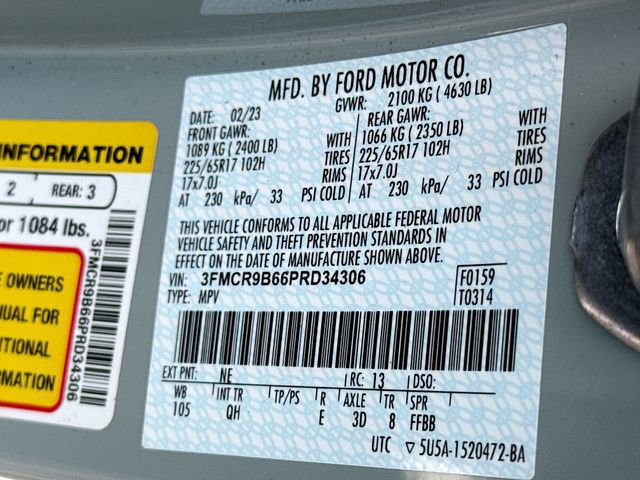 MFD. BY FORD MOTOR CO.
DATE: 02/23 GVWR: 2100 KG (4630 LB)
FRONT GAWR: REAR GAWR:
1089 KG (2400 LB) WITH 1066 KG (2350 LB) WITH
225/65R17 102H TIRES 225/65R17 102H TIRES
17x7.0J RIMS 17x7.0J RIMS
AT 230 kPa/ 33 PSI COLD AT 230 kPa/ 33 PSI COLD
THIS VEHICLE CONFORMS TO ALL APPLICABLE FEDERAL MOTOR
VEHICLE SAFETY AND THEFT PREVENTION STANDARDS IN
EFFECT ON THE DATE OF MANUFACTURE SHOWN ABOVE.
VIN: 3FMCR9B66PRD34306 F0159
TYPE: MPV T0314
EXT PNT: NE RC: 13 DSO:
WB INT TR TP/PS R AXLE TR SPR
105 QH E 3D 8 FFBB
UTC ▽ 5U5A-1520472-BA
INFORMATION
2 REAR: 3
or 1084 lbs.
OWNERS
UAL FOR
ITIONAL
RMATION
3FMCR9B66PRD34306